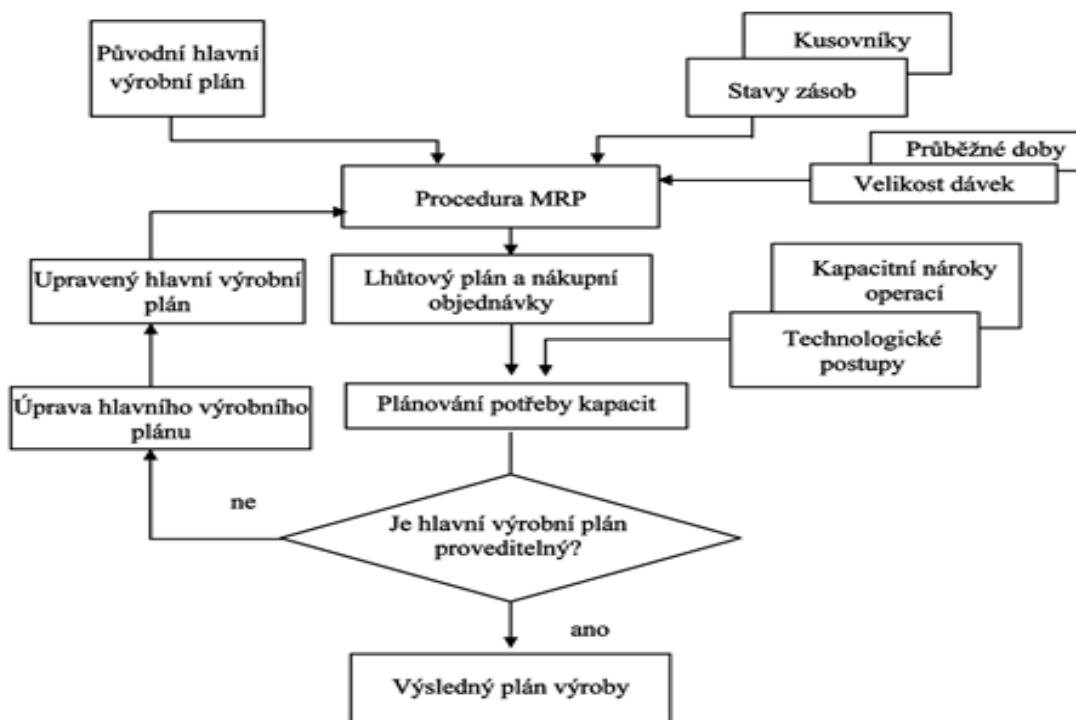 Původní hlavní
výrobní plán
Kusovníky
Stavy zásob
Průběžné doby
Velikost dávek
Procedura MRP
Upravený hlavní výrobní
plán
Lhůtový plán a nákupní
objednávky
Kapacitní nároky
operací
Technologické
postupy
Úprava hlavního výrobního
plánu
Plánování potřeby kapacit
ne
Je hlavní výrobní plán
proveditelný?
ano
Výsledný plán výroby